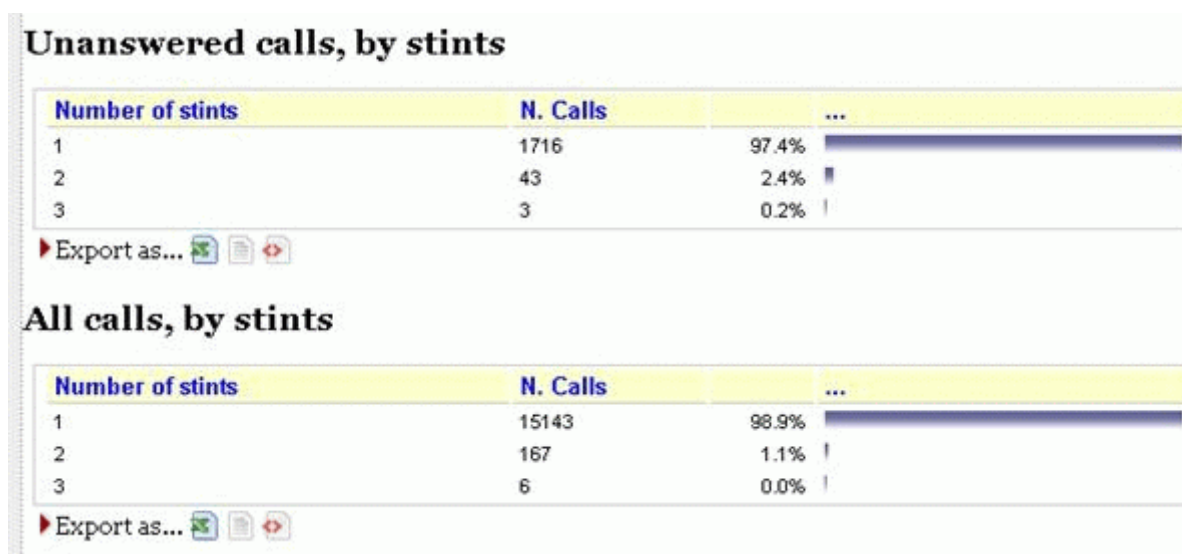 Unanswered calls, by stints
Number of stints N. Calls ...
1 1716 97.4%
2 43 2.4%
3 3 0.2%
Export as...
All calls, by stints
Number of stints N. Calls ...
1 15143 98.9%
2 167 1.1%
3 6 0.0%
Export as...